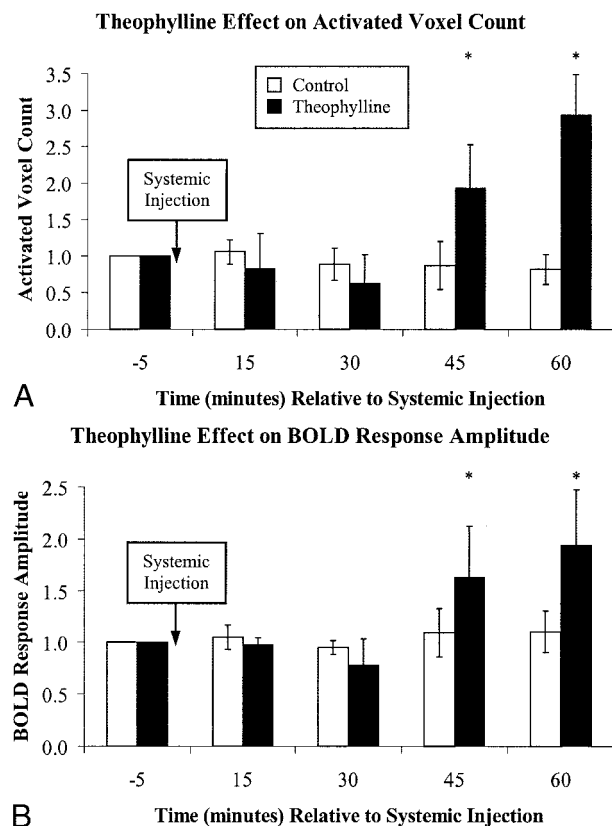 Theophylline Effect on Activated Voxel Count
* *
3.5
3.0
2.5
2.0
1.5
1.0
0.5
0.0
Activated Voxel Count
Control
Theophylline
Systemic
Injection
-5 15 30 45 60
A Time (minutes) Relative to Systemic Injection
Theophylline Effect on BOLD Response Amplitude
* *
2.5
2.0
1.5
1.0
0.5
0.0
BOLD Response Amplitude
Systemic
Injection
-5 15 30 45 60
B Time (minutes) Relative to Systemic Injection